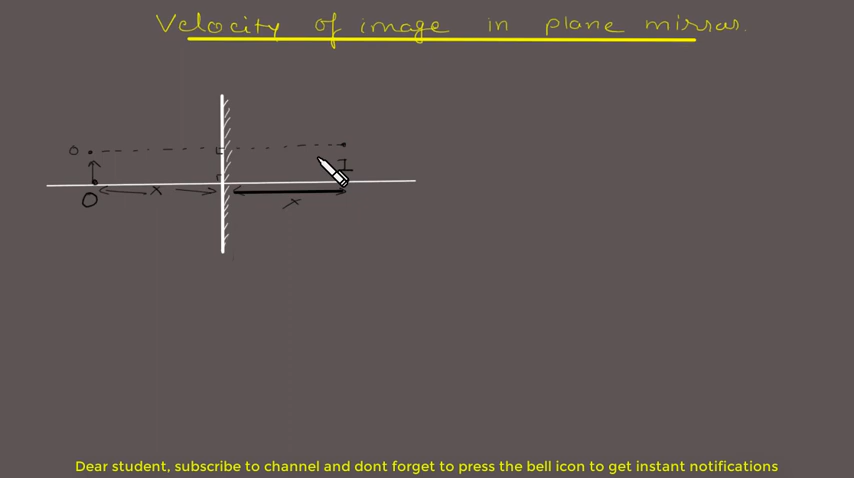 Velocity of image in plane mirror.
O
I
O
x
x
Dear student, subscribe to channel and dont forget to press the bell icon to get instant notifications